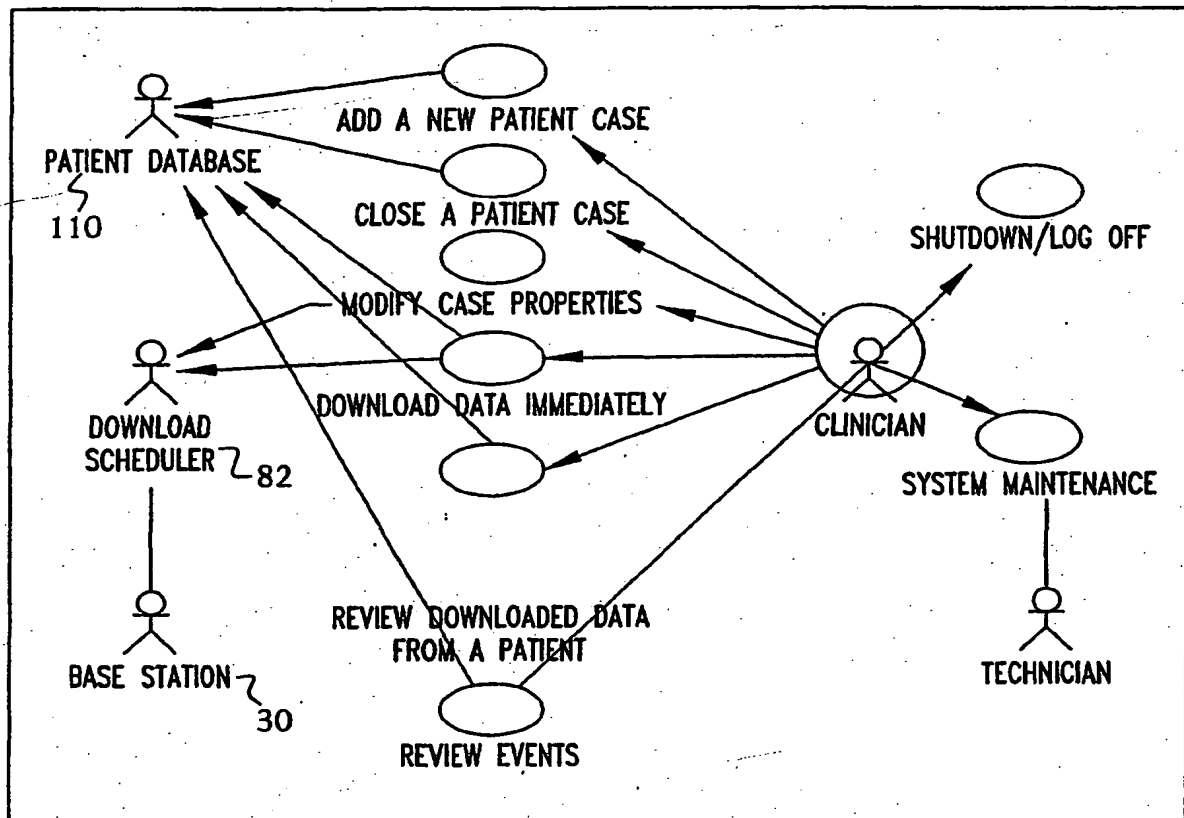 ADD A NEW PATIENT CASE
PATIENT DATABASE
110
CLOSE A PATIENT CASE
SHUTDOWN/LOG OFF
MODIFY CASE PROPERTIES
DOWNLOAD DATA IMMEDIATELY
CLINICIAN
DOWNLOAD
SCHEDULER
82
SYSTEM MAINTENANCE
REVIEW DOWNLOADED DATA
FROM A PATIENT
BASE STATION
30
TECHNICIAN
REVIEW EVENTS